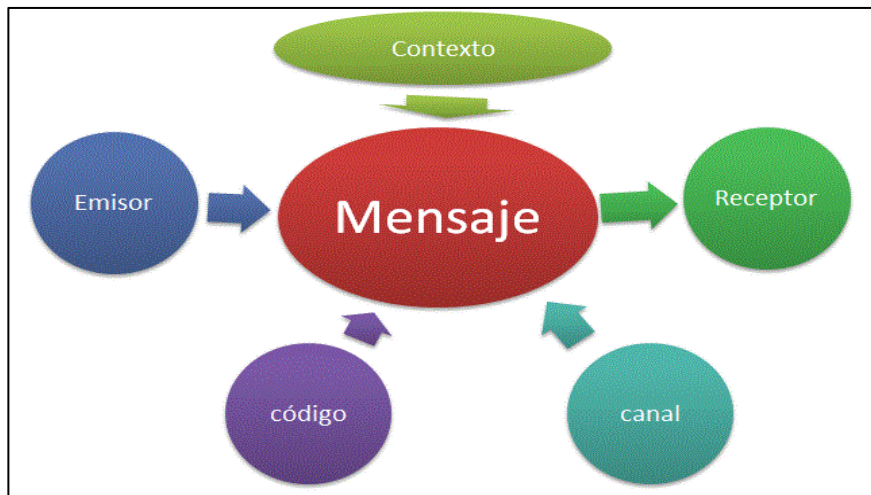 Contexto
Emisor
Mensaje
Receptor
código
canal